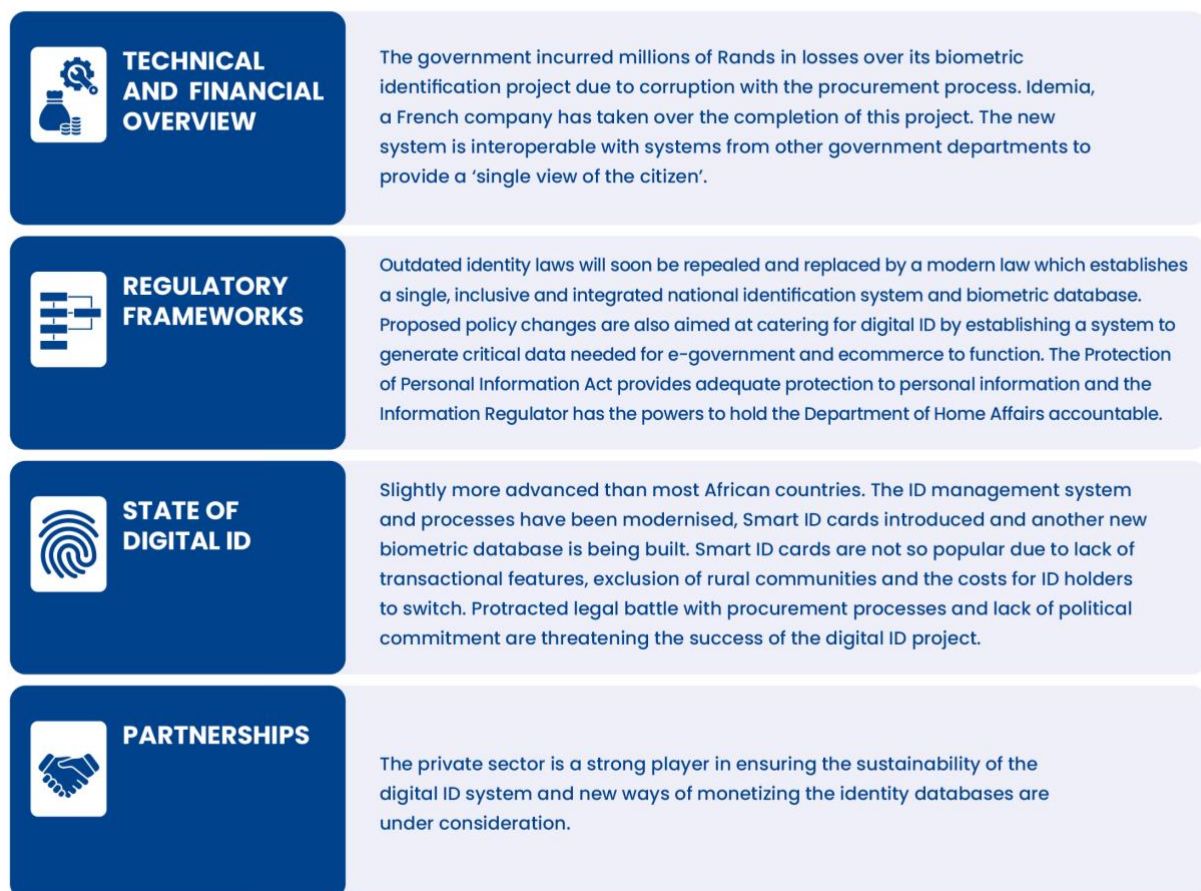 TECHNICAL
AND FINANCIAL
OVERVIEW
The government incurred millions of Rands in losses over its biometric
identification project due to corruption with the procurement process. Idemia,
a French company has taken over the completion of this project. The new
system is interoperable with systems from other government departments to
provide a ‘single view of the citizen’.
REGULATORY
FRAMEWORKS
Outdated identity laws will soon be repealed and replaced by a modern law which establishes
a single, inclusive and integrated national identification system and biometric database.
Proposed policy changes are also aimed at catering for digital ID by establishing a system to
generate critical data needed for e-government and ecommerce to function. The Protection
of Personal Information Act provides adequate protection to personal information and the
Information Regulator has the powers to hold the Department of Home Affairs accountable.
STATE OF
DIGITAL ID
Slightly more advanced than most African countries. The ID management system
and processes have been modernised, Smart ID cards introduced and another new
biometric database is being built. Smart ID cards are not so popular due to lack of
transactional features, exclusion of rural communities and the costs for ID holders
to switch. Protracted legal battle with procurement processes and lack of political
commitment are threatening the success of the digital ID project.
PARTNERSHIPS
The private sector is a strong player in ensuring the sustainability of the
digital ID system and new ways of monetizing the identity databases are
under consideration.